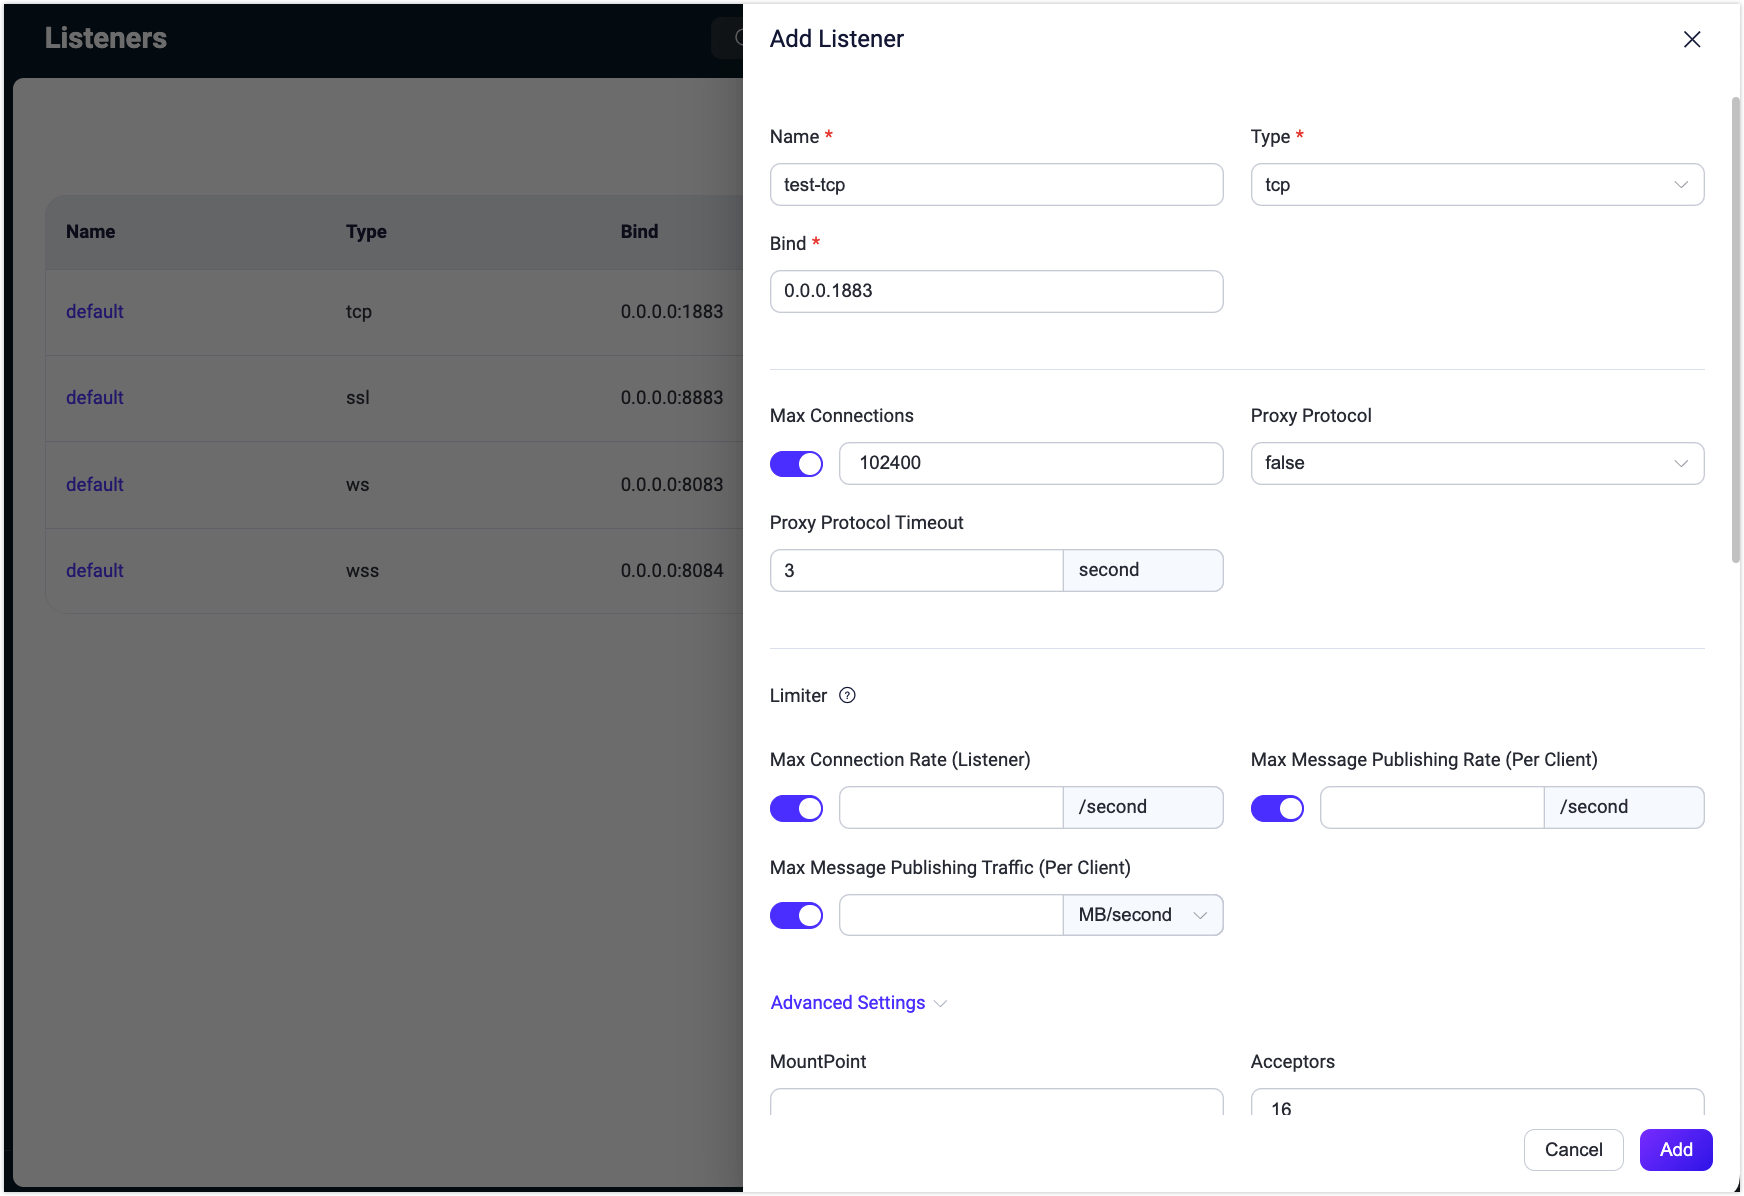 Listeners
Name Type Bind
default tcp 0.0.0.0:1883
default ssl 0.0.0.0:8883
default ws 0.0.0.0:8083
default wss 0.0.0.0:8084
Add Listener
Name * Type *
test-tcp tcp
Bind *
0.0.0.1883
Max Connections Proxy Protocol
102400 false
Proxy Protocol Timeout
3 second
Limiter ?
Max Connection Rate (Listener) Max Message Publishing Rate (Per Client)
/second /second
Max Message Publishing Traffic (Per Client)
MB/second
Advanced Settings
MountPoint Acceptors
16
Cancel Add